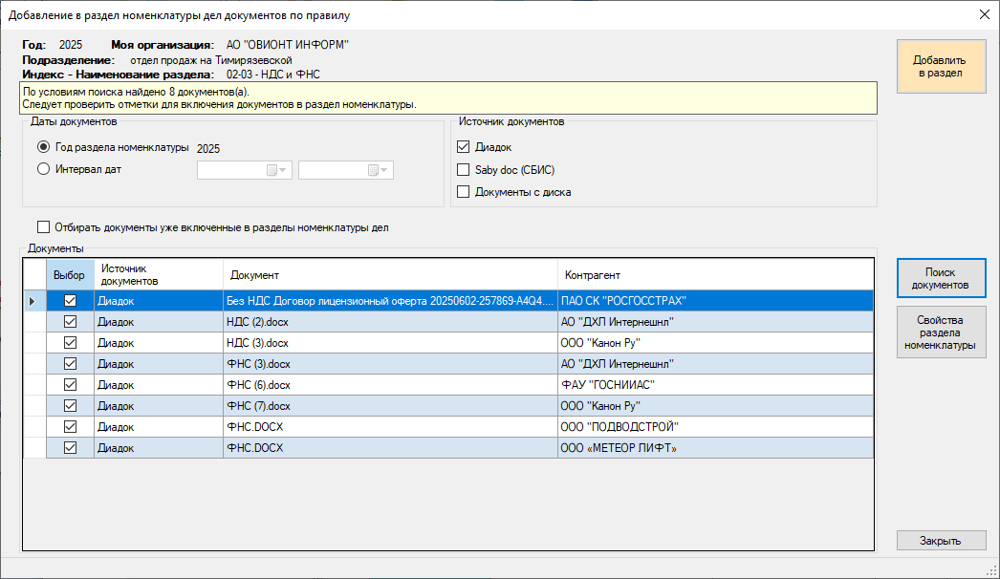 Добавление в раздел номенклатуры дел документов по правилу
Год: 2025 Моя организация: АО "ОВИОНТ ИНФОРМ"
Подразделение: отдел продаж на Тимирязевской
Индекс - Наименование раздела: 02-03 - НДС и ФНС
Добавить
в раздел
По условиям поиска найдено 8 документов(а).
Следует проверить отметки для включения документов в раздел номенклатуры.
Даты документов
Год раздела номенклатуры 2025
Интервал дат
Источник документов
Диадок
Saby doc (СБИС)
Документы с диска
Отбирать документы уже включенные в разделы номенклатуры дел
Документы
Выбор Источник документов Документ Контрагент
Диадок Без НДС Договор лицензионный оферта 20250602-257869-A4Q4.... ПАО СК "РОСГОССТРАХ"
Диадок НДС (2).docx АО "ДХЛ Интернешнл"
Диадок НДС (3).docx ООО "Канон Ру"
Диадок ФНС (3).docx АО "ДХЛ Интернешнл"
Диадок ФНС (6).docx ФАУ "ГОСНИИАС"
Диадок ФНС (7).docx ООО "Канон Ру"
Диадок ФНС.DOCX ООО "ПОДВОДСТРОЙ"
Диадок ФНС.DOCX ООО «МЕТЕОР ЛИФТ»
Поиск
документов
Свойства
раздела
номенклатуры
Закрыть